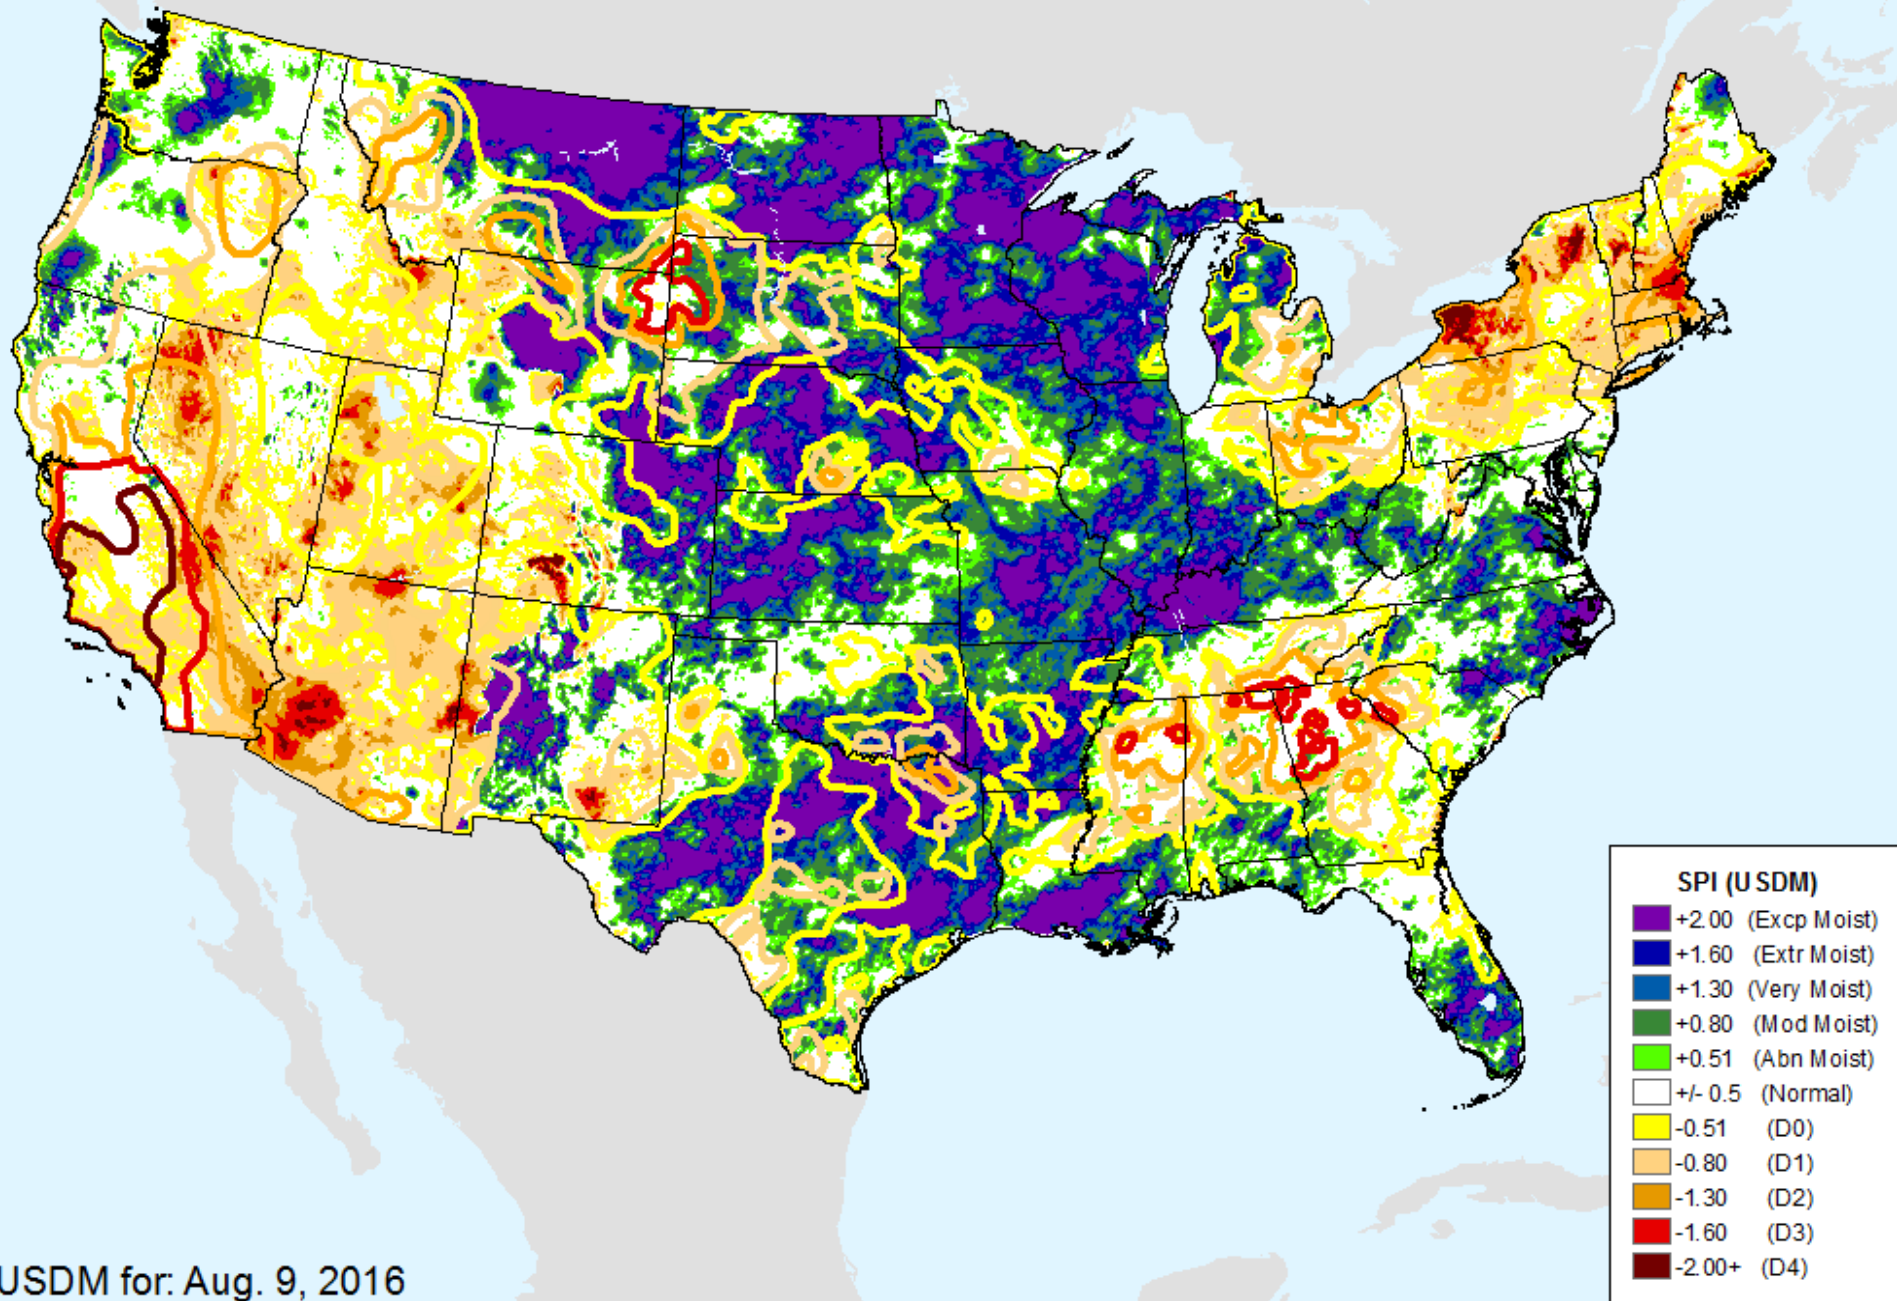 SPI (USDM)
+2.00 (Excp Moist)
+1.60 (Extr Moist)
+1.30 (Very Moist)
+0.80 (Mod Moist)
+0.51 (Abn Moist)
+/- 0.5 (Normal)
-0.51 (D0)
-0.80 (D1)
-1.30 (D2)
-1.60 (D3)
-2.00+ (D4)
USDM for: Aug. 9, 2016